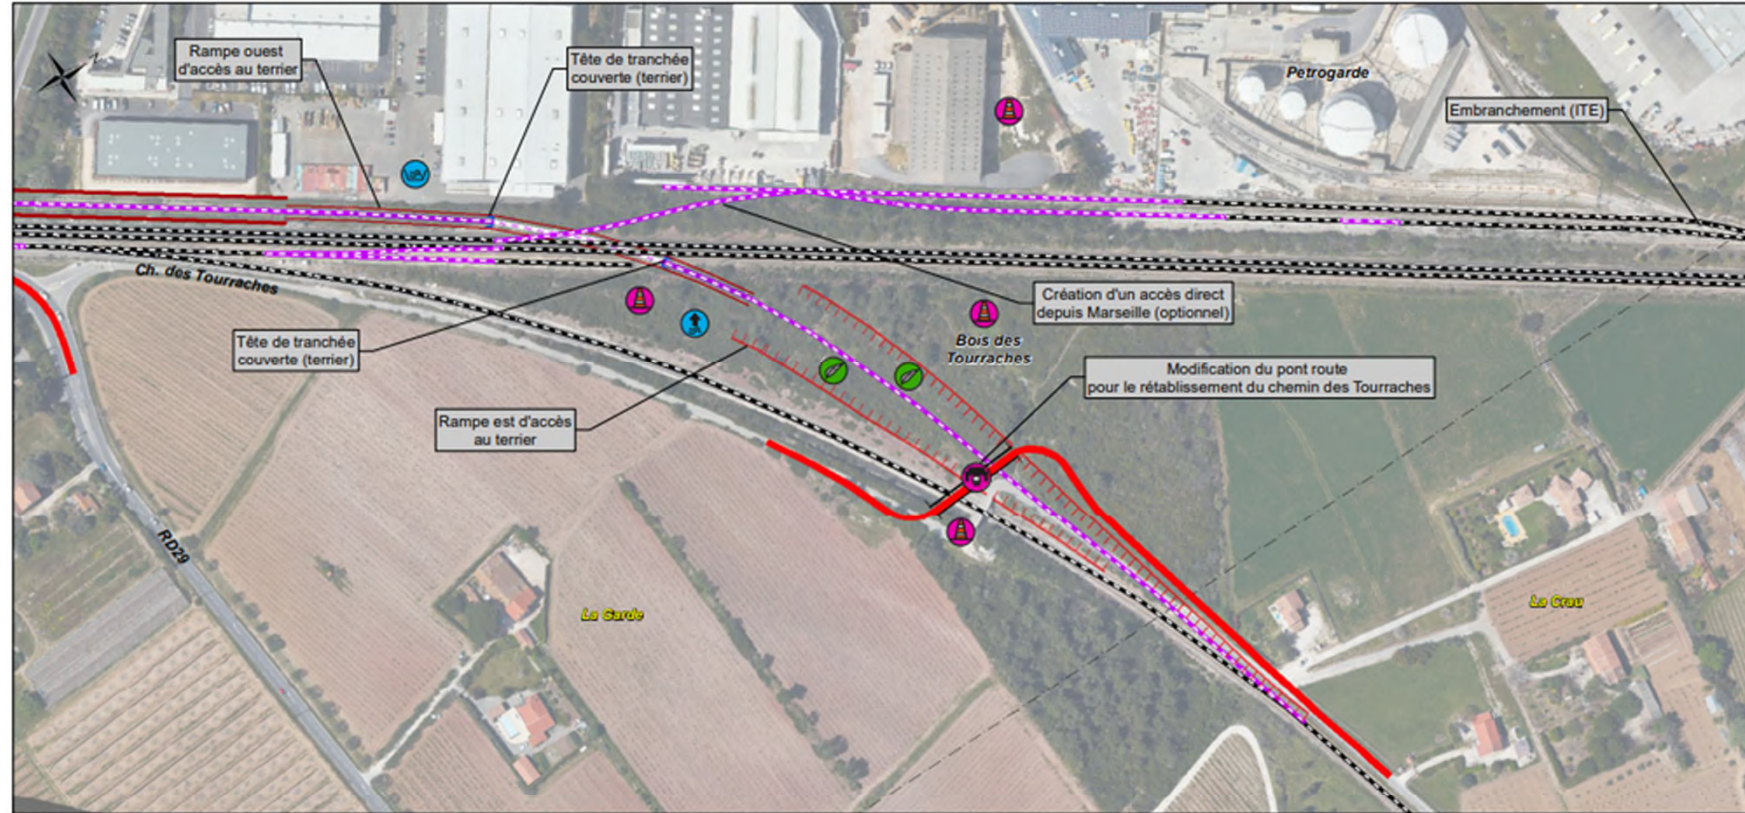 Rampe ouest
d'accès au terrier
Tête de tranchée
couverte (terrier)
Petrogarde
Embranchement (ITE)
Ch. des Tourraches
Création d'un accès direct
depuis Marseille (optionnel)
Tête de tranchée
couverte (terrier)
Bois des
Tourraches
Modification du pont route
pour le rétablissement du chemin des Tourraches
Rampe est d'accès
au terrier
RD29
La Garde
La Crau